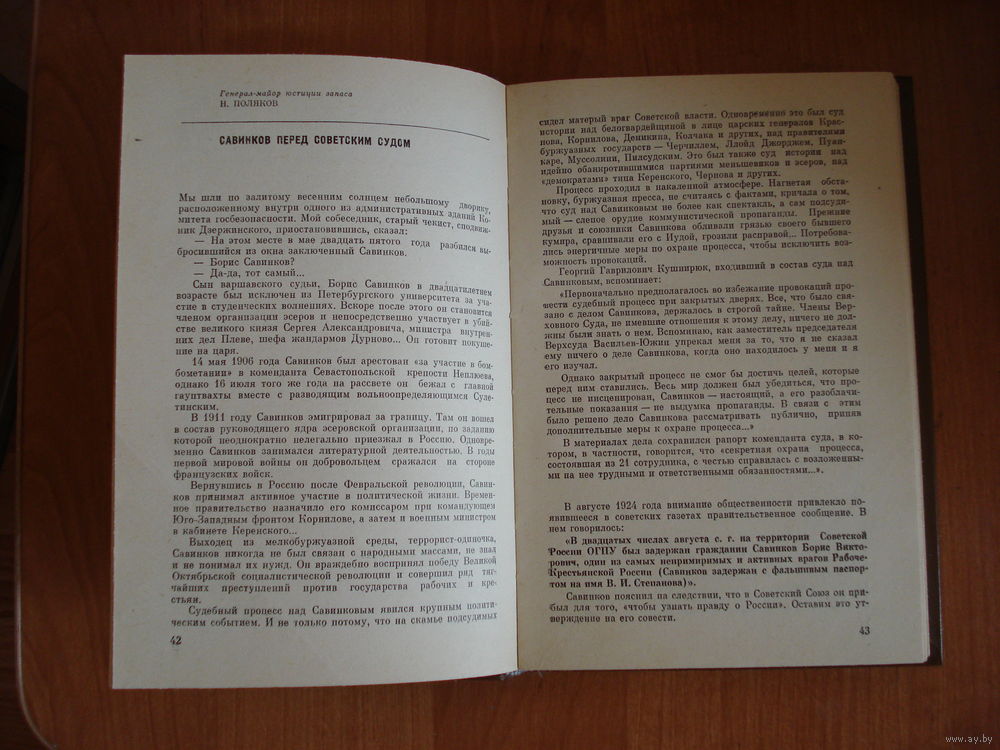 Генерал-майор юстиции запаса
Н. ПОЛЯКОВ
САВИНКОВ ПЕРЕД СОВЕТСКИМ СУДОМ
Мы шли по залитому весенним солнцем небольшому дворику,
расположенному внутри одного из административных зданий Ко-
митета госбезопасности. Мой собеседник, старый чекист, сподвиж-
ник Дзержинского, приостановившись, сказал:
— На этом месте в мае двадцать пятого года разбился вы-
бросившийся из окна заключенный Савинков.
— Борис Савинков?
— Да-да, тот самый...
Сын варшавского судьи, Борис Савинков в двадцатилетнем
возрасте был исключен из Петербургского университета за уча-
стие в студенческих волнениях. Вскоре после этого он становится
членом организации эсеров и непосредственно участвует в убий-
стве великого князя Сергея Александровича, министра внутрен-
них дел Плеве, шефа жандармов Дурново... Он готовит покуше-
ние на царя.
14 мая 1906 года Савинков был арестован «за участие в бом-
бометании» в коменданта Севастопольской крепости Неплюева,
однако 16 июля того же года на рассвете он бежал с главной
гауптвахты вместе с разводящим вольноопределяющимся Суле-
тинским.
В 1911 году Савинков эмигрировал за границу. Там он вошел
в состав руководящего ядра эсеровской организации, по заданию
которой неоднократно нелегально приезжал в Россию. Одновре-
менно Савинков занимался литературной деятельностью. В годы
первой мировой войны он добровольцем сражался на стороне
французских войск.
Вернувшись в Россию после Февральской революции, Савин-
ков принимал активное участие в политической жизни. Времен-
ное правительство назначило его комиссаром при командующем
Юго-Западным фронтом Корнилове, а затем и военным министром
в кабинете Керенского...
Выходец из мелкобуржуазной среды, террорист-одиночка,
Савинков никогда не был связан с народными массами, не знал
и не понимал их нужд. Он враждебно воспринял победу Великой
Октябрьской социалистической революции и совершил ряд тяг-
чайших преступлений против государства рабочих и кре-
стьян.
Судебный процесс над Савинковым явился крупным полити-
ческим событием. И не только потому, что на скамье подсудимых
42
сидел матерый враг Советской власти. Одновременно это был суд
истории над белогвардейщиной в лице царских генералов Крас-
нова, Корнилова, Деникина, Колчака и других, над правителями
буржуазных государств — Черчиллем, Ллойд Джорджем, Пуан-
каре, Муссолини, Пилсудским. Это был также суд истории над
идейно обанкротившимися партиями меньшевиков и эсеров, над
«демократами» типа Керенского, Чернова и других.
Процесс проходил в накаленной атмосфере. Нагнетая обста-
новку, буржуазная пресса, не считаясь с фактами, кричала о том,
что суд над Савинковым не более как спектакль, а сам подсуди-
мый — слепое орудие коммунистической пропаганды. Прежние
друзья и союзники Савинкова обливали грязью своего бывшего
кумира, сравнивали его с Иудой, грозили расправой... Потребова-
лись энергичные меры по охране процесса, чтобы исключить воз-
можность провокаций.
Георгий Гаврилович Кушнирюк, входивший в состав суда над
Савинковым, вспоминает:
«Первоначально предполагалось во избежание провокаций про-
вести судебный процесс при закрытых дверях. Все, что было свя-
зано с делом Савинкова, держалось в строгой тайне. Члены Вер-
ховного Суда, не имевшие отношения к этому делу, ничего не дол-
жны были знать о нем. Вспоминаю, как заместитель председателя
Верхсуда Васильев-Южин упрекал меня за то, что я не сказал
ему ничего о деле Савинкова, когда оно находилось у меня и я
его изучал.
Однако закрытый процесс не смог бы достичь целей, которые
перед ним ставились. Весь мир должен был убедиться, что про-
цесс не инсценирован, Савинков — настоящий, а его разоблачи-
тельные показания — не выдумка пропаганды. В связи с этим
было решено дело Савинкова рассматривать публично, приняв
дополнительные меры к охране процесса...»
В материалах дела сохранился рапорт коменданта суда, в ко-
тором, в частности, говорится, что «секретная охрана процесса,
состоявшая из 21 сотрудника, с честью справилась с возложенны-
ми на нее трудными и ответственными обязанностями...».
В августе 1924 года внимание общественности привлекло по-
явившееся в советских газетах правительственное сообщение. В
нем говорилось:
«В двадцатых числах августа с. г. на территории Советской
России ОГПУ был задержан гражданин Савинков Борис Викто-
рович, один из самых непримиримых и активных врагов Рабоче-
Крестьянской России (Савинков задержан с фальшивым паспор-
том на имя В. И. Степанова)».
Савинков пояснил на следствии, что в Советский Союз он при-
был для того, «чтобы узнать правду о России». Оставим это ут-
верждение на его совести.
43
www.ay.by